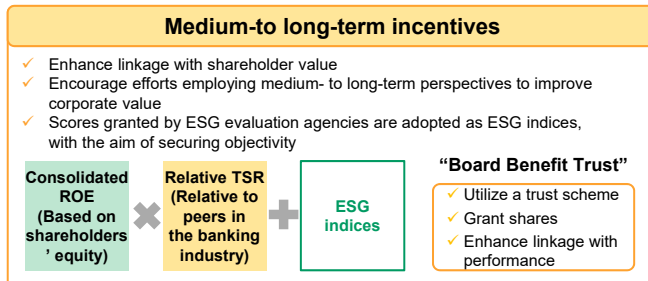 Medium-to long-term incentives
✓ Enhance linkage with shareholder value
✓ Encourage efforts employing medium- to long-term perspectives to improve
corporate value
✓ Scores granted by ESG evaluation agencies are adopted as ESG indices,
with the aim of securing objectivity
Consolidated
ROE
(Based on
shareholders
’ equity)
Relative TSR
(Relative to
peers in
the banking
industry)
ESG
indices
“Board Benefit Trust”
✓ Utilize a trust scheme
✓ Grant shares
✓ Enhance linkage with
performance